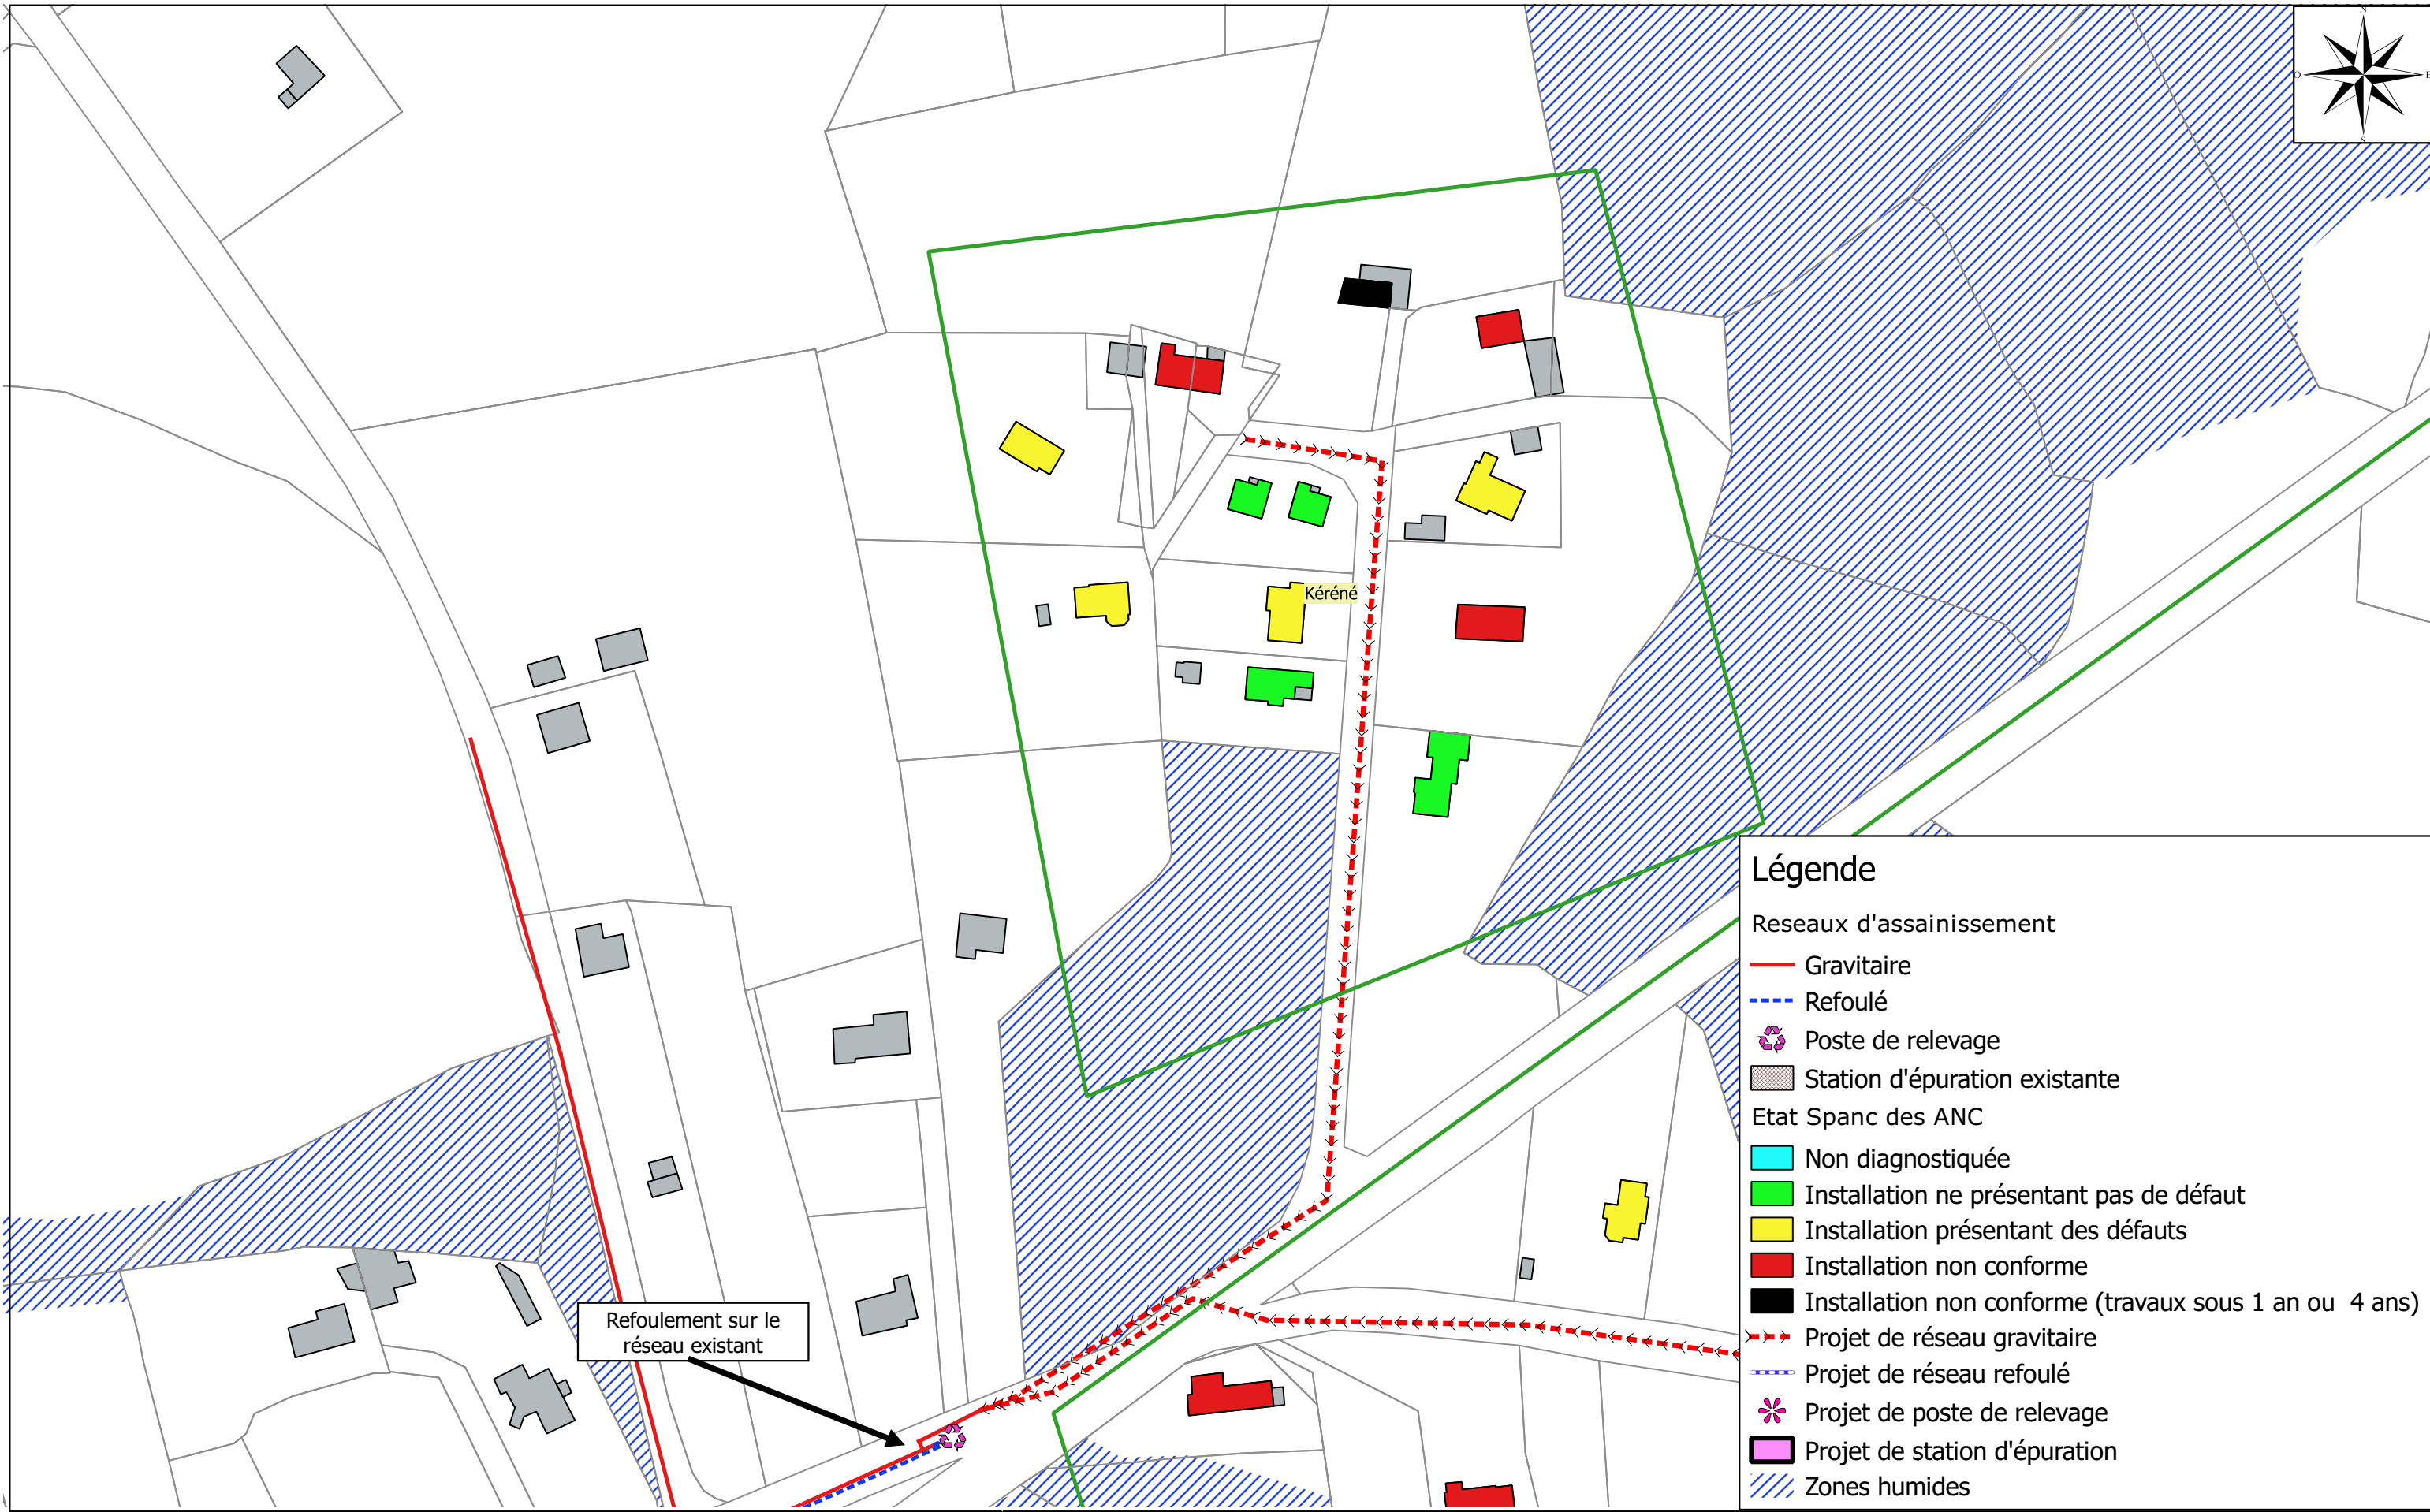 N
O
E
S
Kéréné
Refoulement sur le
réseau existant
Légende
Reseaux d'assainissement
Gravitaire
Refoulé
Poste de relevage
Station d'épuration existante
Etat Spanc des ANC
Non diagnostiquée
Installation ne présentant pas de défaut
Installation présentant des défauts
Installation non conforme
Installation non conforme (travaux sous 1 an ou 4 ans)
Projet de réseau gravitaire
Projet de réseau refoulé
Projet de poste de relevage
Projet de station d'épuration
Zones humides